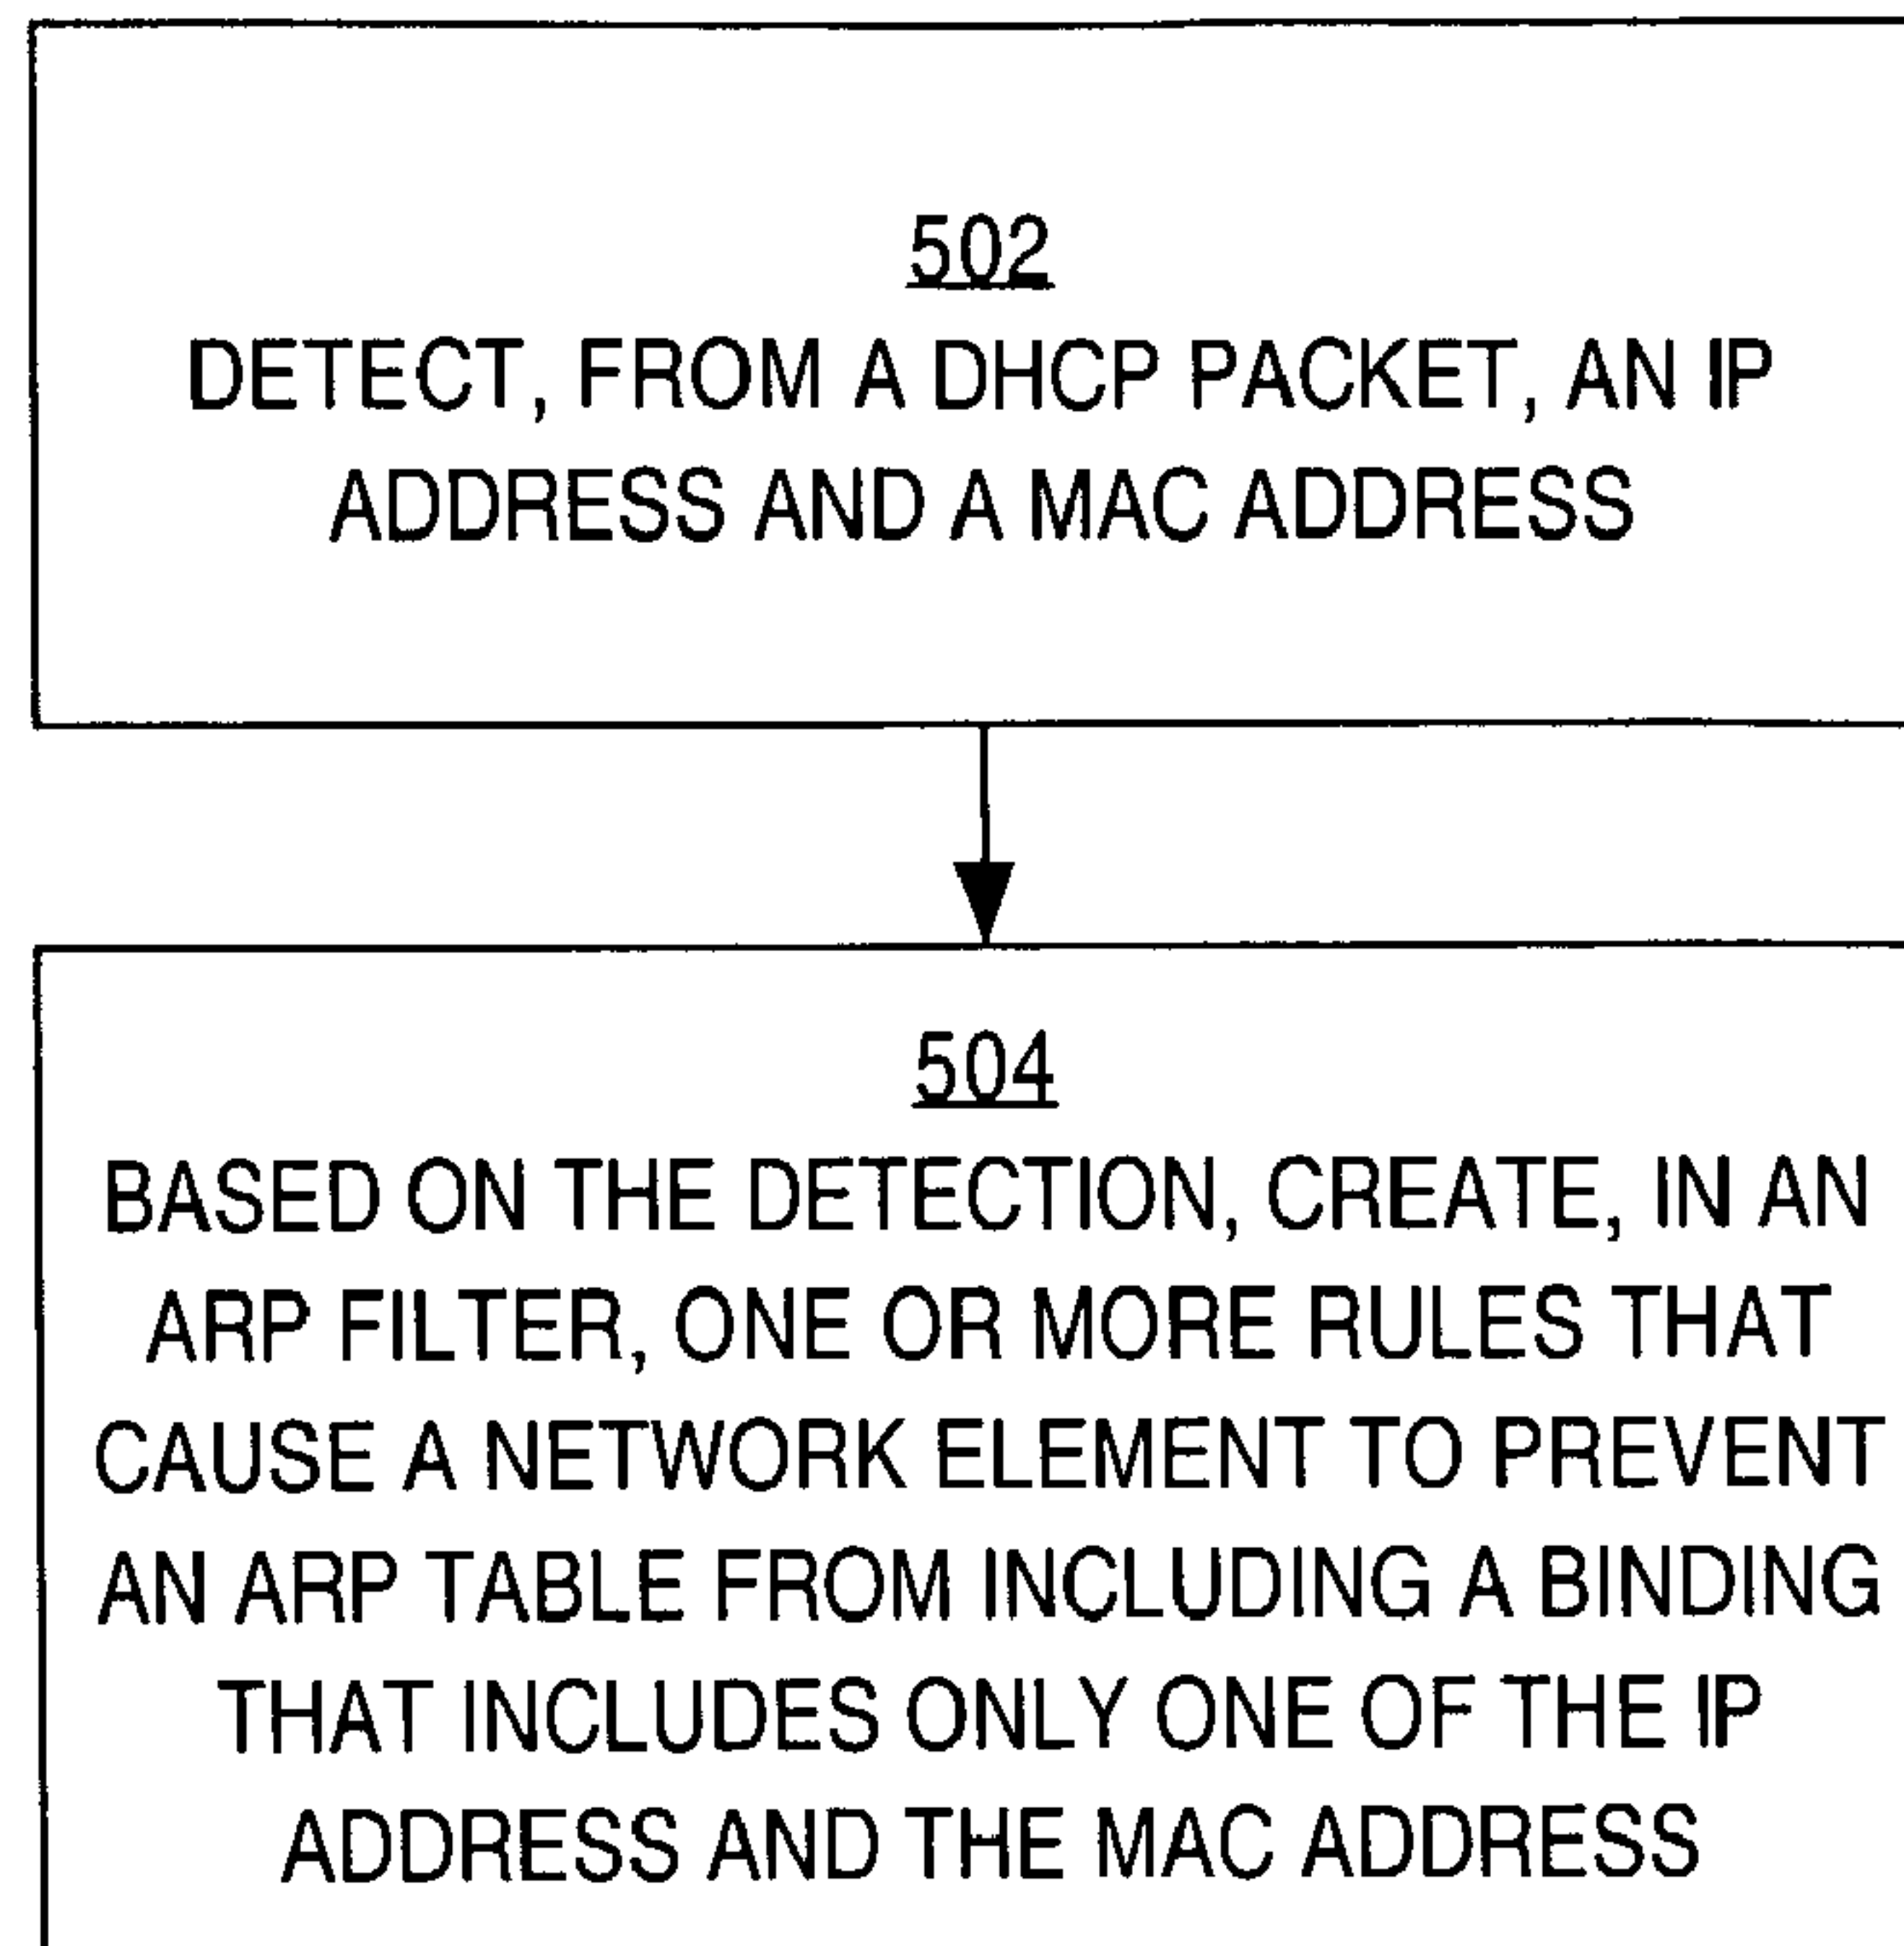 502
DETECT, FROM A DHCP PACKET, AN IP
ADDRESS AND A MAC ADDRESS
504
BASED ON THE DETECTION, CREATE, IN AN
ARP FILTER, ONE OR MORE RULES THAT
CAUSE A NETWORK ELEMENT TO PREVENT
AN ARP TABLE FROM INCLUDING A BINDING
THAT INCLUDES ONLY ONE OF THE IP
ADDRESS AND THE MAC ADDRESS